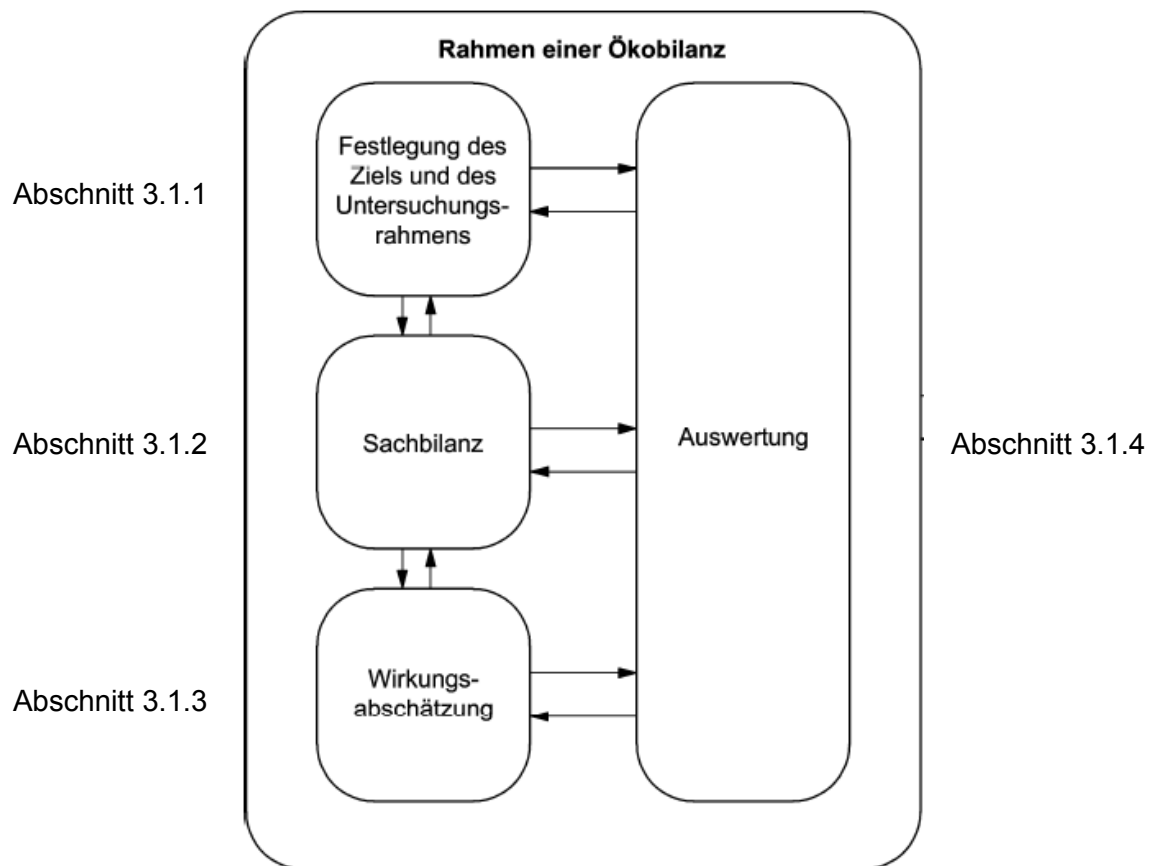 Rahmen einer Ökobilanz
Abschnitt 3.1.1
Festlegung des
Ziels und des
Untersuchungs-
rahmens
Abschnitt 3.1.2
Sachbilanz
Auswertung
Abschnitt 3.1.4
Abschnitt 3.1.3
Wirkungs-
abschätzung